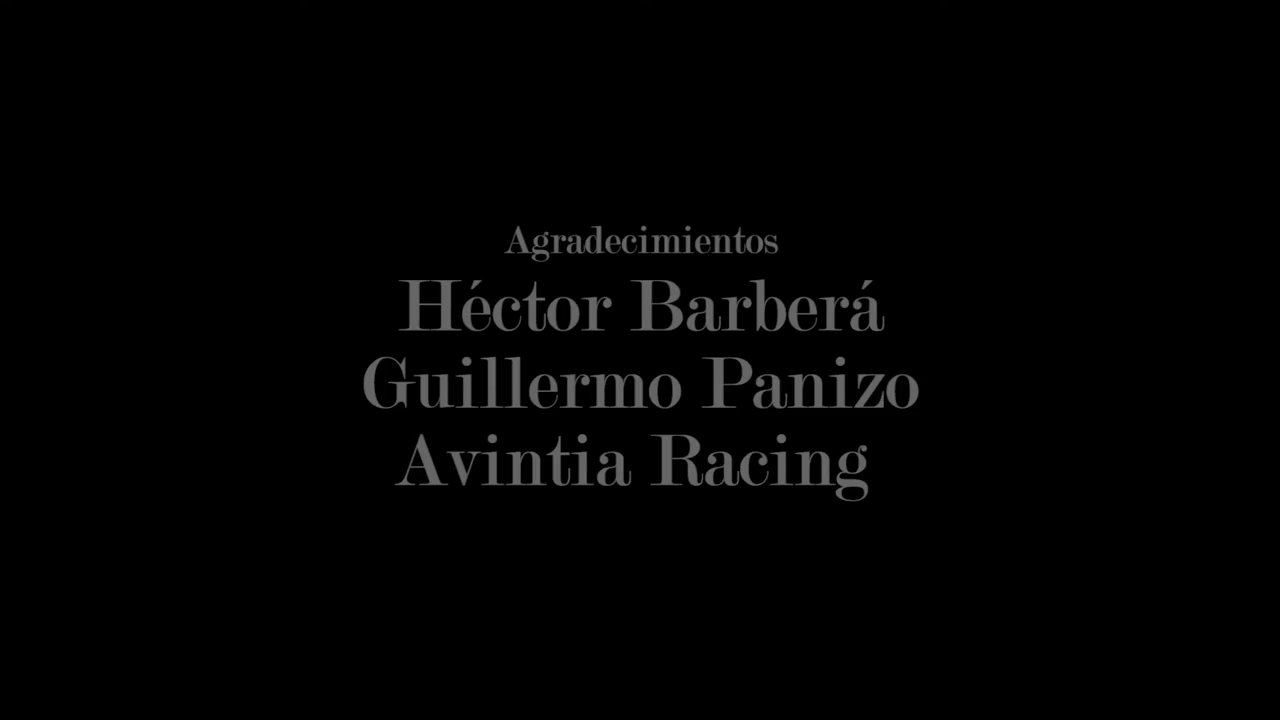 Agradecimientos
Héctor Barberá
Guillermo Panizo
Avintia Racing